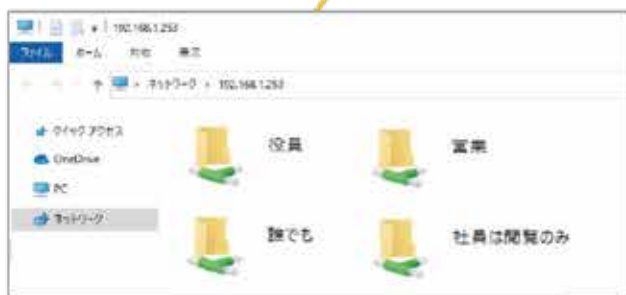 192.168.1.253
ファイル ホーム 共有 表示
ネットワーク 192.168.1.253
クイック アクセス
OneDrive
PC
ネットワーク
役員
営業
誰でも
社員は閲覧のみ